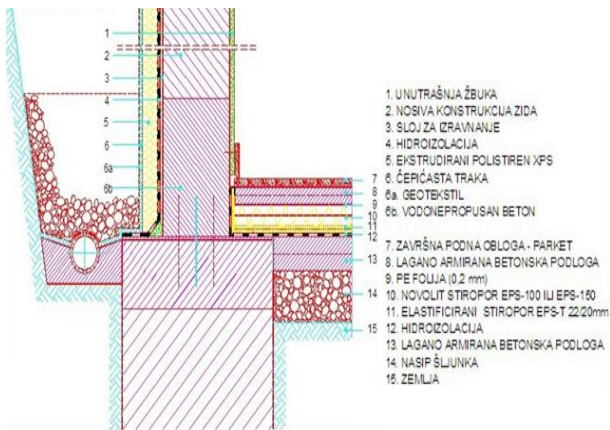 1
2
3
4
5
6
6a
6b
7
8
9
10
11
12
13
14
15
1. UNUTRAŠNJA ŽBUKA
2. NOSIVA KONSTRUKCIJA ZIDA
3. SLOJ ZA IZRAVNANJE
4. HIDROIZOLACIJA
5. EKSTRUDIRANI POLISTIREN XPS
6. ČEPIĆASTA TRAKA
6a. GEOTEKSTIL
6b. VODONEPROPUSAN BETON
7. ZAVRŠNA PODNA OBLOGA - PARKET
8. LAGANO ARMIRANA BETONSKA PODLOGA
9. PE FOLIJA (0,2 mm)
10. NOVOLIT STIROPOR EPS-100 ILI EPS-150
11. ELASTIFICIRANI STIROPOR EPS-T 22/20mm
12. HIDROIZOLACIJA
13. LAGANO ARMIRANA BETONSKA PODLOGA
14. NASIP ŠLJUNKA
15. ZEMLJA